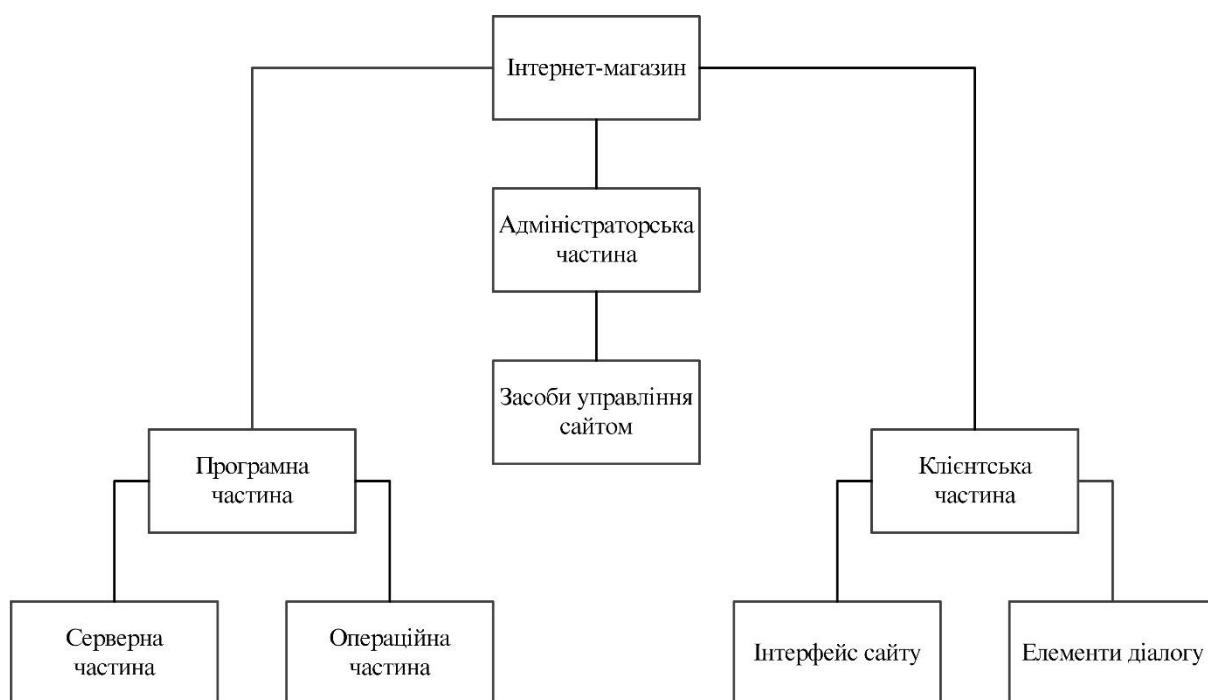 Інтернет-магазин
Адміністраторська
частина
Засоби управління
сайтом
Програмна
частина
Клієнтська
частина
Серверна
частина
Операційна
частина
Інтерфейс сайту
Елементи діалогу